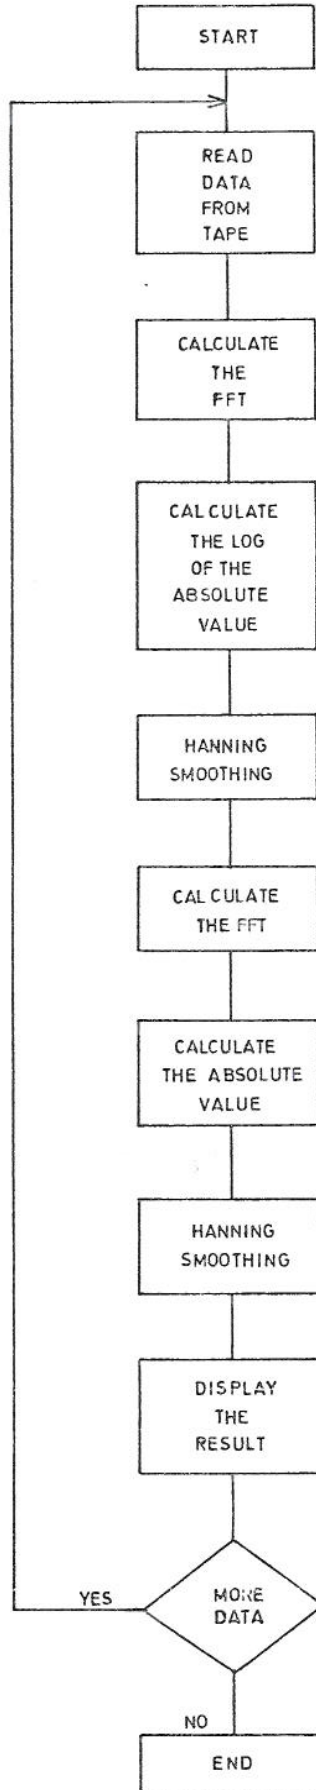 START
READ
DATA
FROM
TAPE
CALCULATE
THE
FFT
CALCULATE
THE LOG
OF THE
ABSOLUTE
VALUE
HANNING
SMOOTHING
CALCULATE
THE FFT
CALCULATE
THE ABSOLUTE
VALUE
HANNING
SMOOTHING
DISPLAY
THE
RESULT
MORE
DATA
YES
NO
END